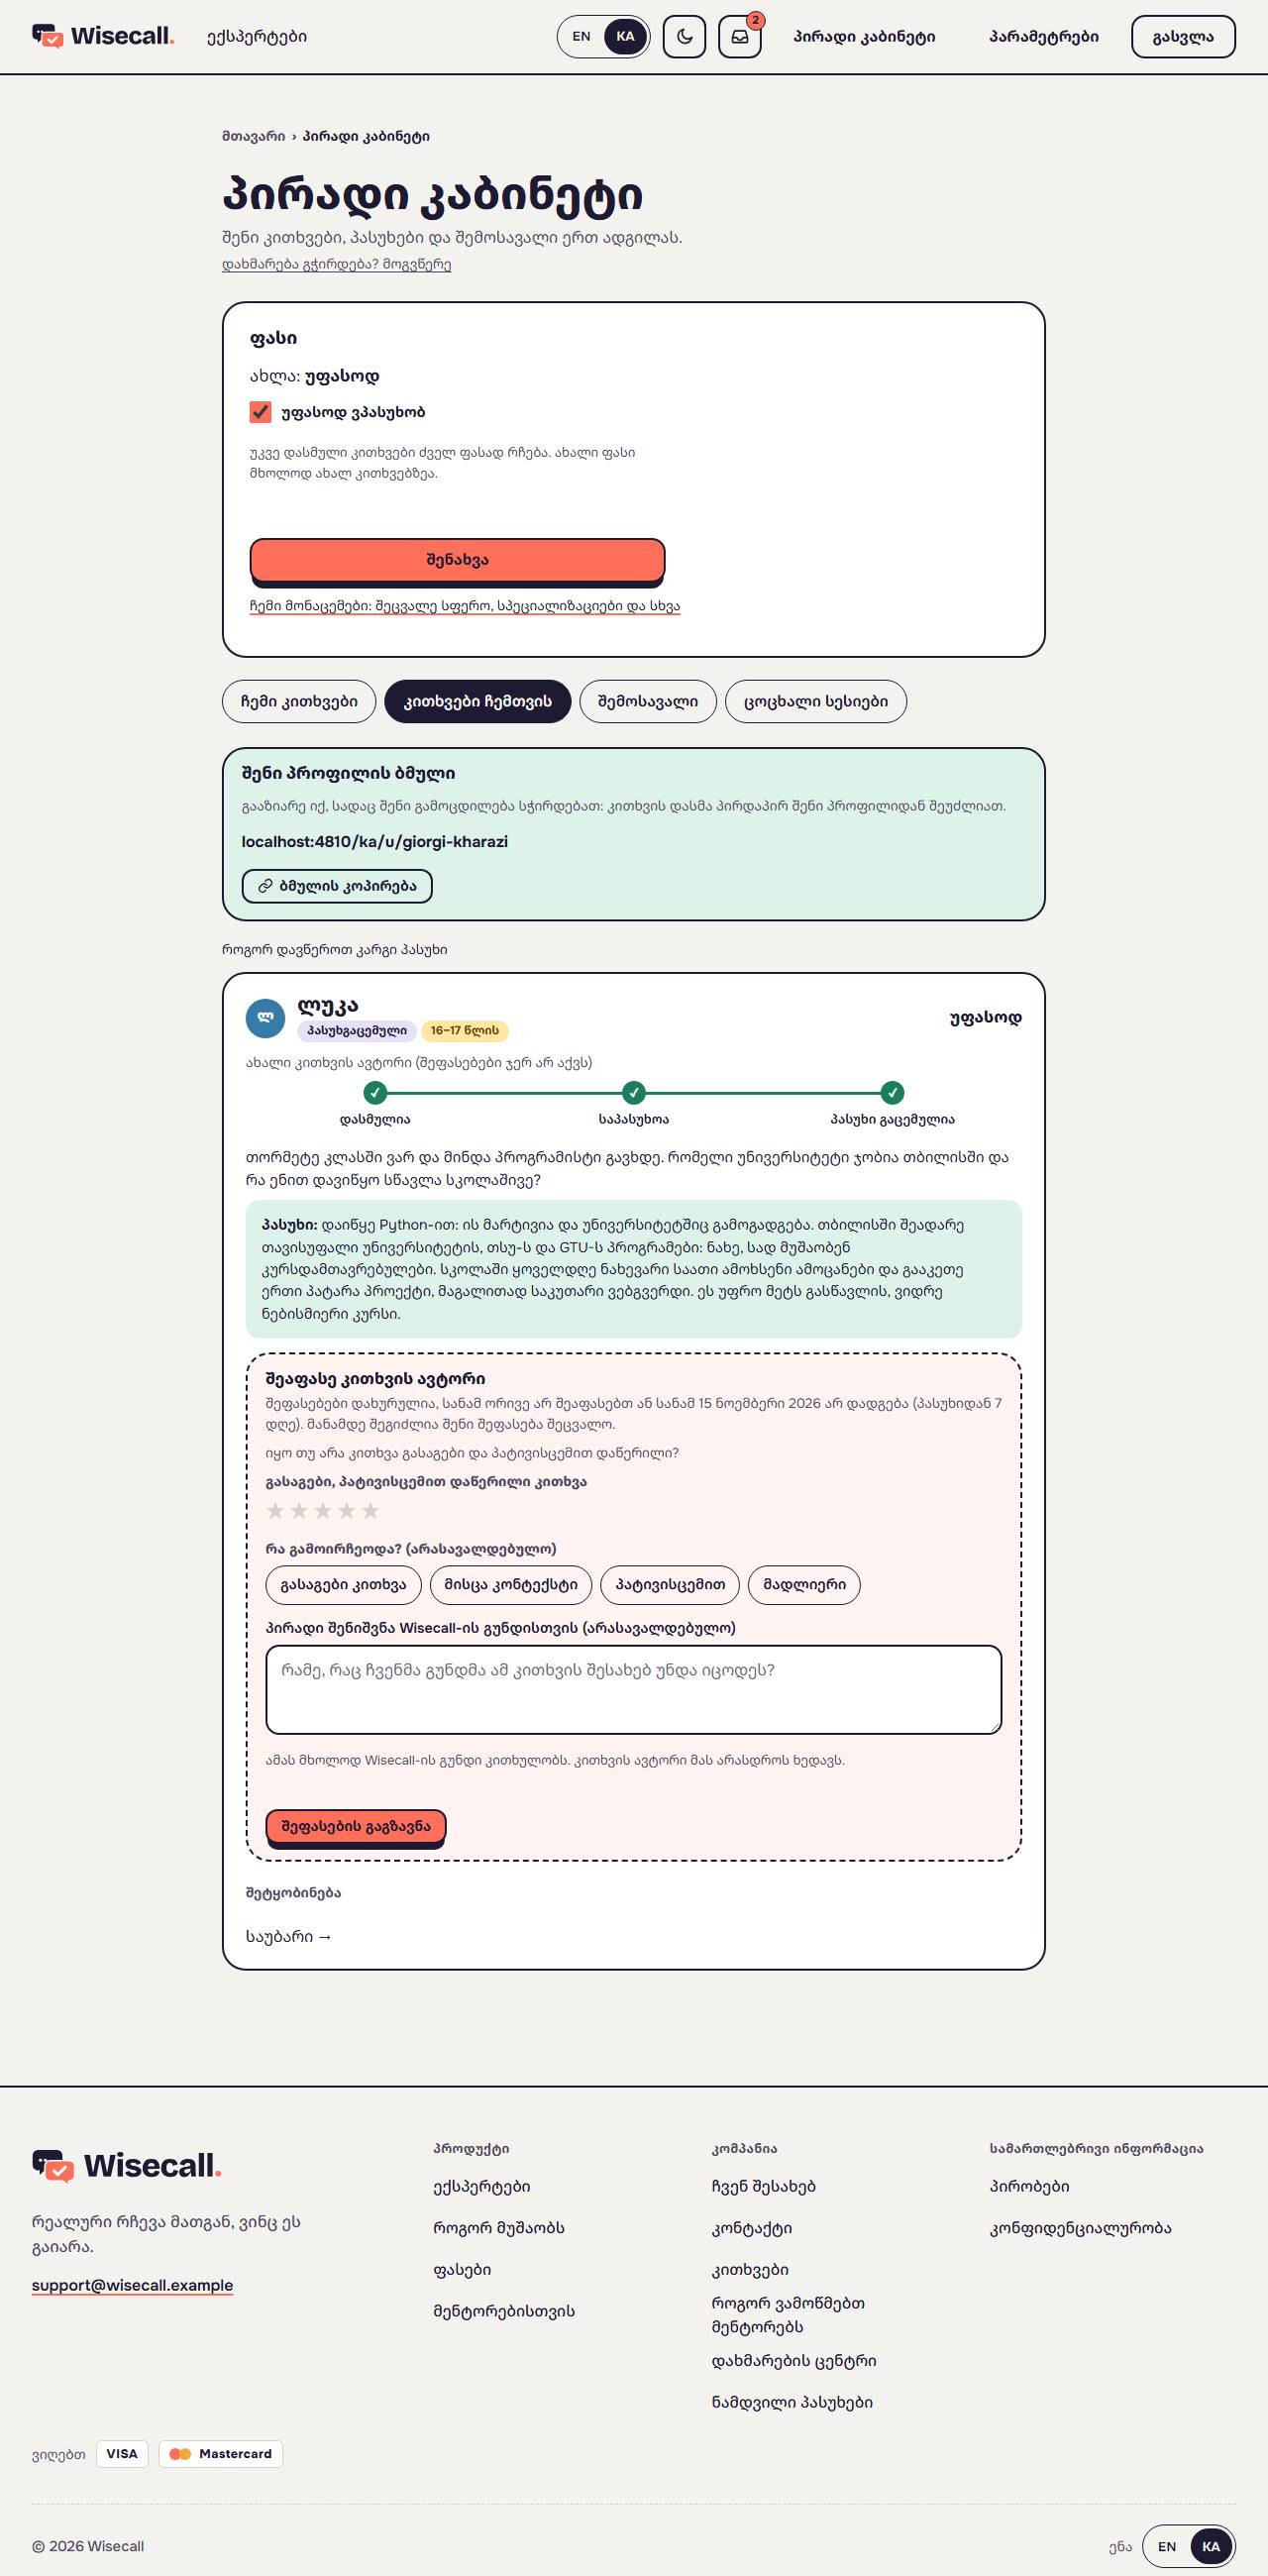 Wisecall.
ექსპერტები
EN KA
2
პირადი კაბინეტი
პარამეტრები
გასვლა
მთავარი › პირადი კაბინეტი
პირადი კაბინეტი
შენი კითხვები, პასუხები და შემოსავალი ერთ ადგილას.
დახმარება გჭირდება? მოგვწერე
ფასი
ახლა: უფასოდ
უფასოდ ვპასუხობ
უკვე დასმული კითხვები ძველ ფასად რჩება. ახალი ფასი
მხოლოდ ახალ კითხვებზეა.
შენახვა
ჩემი მონაცემები: შეცვალე სფერო, სპეციალიზაციები და სხვა
ჩემი კითხვები
კითხვები ჩემთვის
შემოსავალი
ცოცხალი სესიები
შენი პროფილის ბმული
გააზიარე იქ, სადაც შენი გამოცდილება სჭირდებათ: კითხვის დასმა პირდაპირ შენი პროფილიდან შეუძლიათ.
localhost:4810/ka/u/giorgi-kharazi
ბმულის კოპირება
როგორ დავწეროთ კარგი პასუხი
ლ
ლუკა
პასუხგაცემული
16–17 წლის
უფასოდ
ახალი კითხვის ავტორი (შეფასებები ჯერ არ აქვს)
დასმულია
საპასუხოა
პასუხი გაცემულია
თორმეტე კლასში ვარ და მინდა პროგრამისტი გავხდე. რომელი უნივერსიტეტი ჯობია თბილისში და
რა ენით დავიწყო სწავლა სკოლაშივე?
პასუხი: დაიწყე Python-ით: ის მარტივია და უნივერსიტეტშიც გამოგადგება. თბილისში შეადარე
თავისუფალი უნივერსიტეტის, თსუ-ს და GTU-ს პროგრამები: ნახე, სად მუშაობენ
კურსდამთავრებულები. სკოლაში ყოველდღე ნახევარი საათი ამოხსენი ამოცანები და გააკეთე
ერთი პატარა პროექტი, მაგალითად საკუთარი ვებგვერდი. ეს უფრო მეტს გასწავლის, ვიდრე
ნებისმიერი კურსი.
შეაფასე კითხვის ავტორი
შეფასებები დახურულია, სანამ ორივე არ შეაფასებთ ან სანამ 15 ნოემბერი 2026 არ დადგება (პასუხიდან 7
დღე). მანამდე შეგიძლია შენი შეფასება შეცვალო.
იყო თუ არა კითხვა გასაგები და პატივისცემით დაწერილი?
გასაგები, პატივისცემით დაწერილი კითხვა
★★★★★
რა გამოირჩეოდა? (არასავალდებულო)
გასაგები კითხვა
მისცა კონტექსტი
პატივისცემით
მადლიერი
პირადი შენიშვნა Wisecall-ის გუნდისთვის (არასავალდებულო)
რამე, რაც ჩვენმა გუნდმა ამ კითხვის შესახებ უნდა იცოდეს?
ამას მხოლოდ Wisecall-ის გუნდი კითხულობს. კითხვის ავტორი მას არასდროს ხედავს.
შეფასების გაგზავნა
შეტყობინება
საუბარი →
Wisecall.
რეალური რჩევა მათგან, ვინც ეს
გაიარა.
support@wisecall.example
პროდუქტი
ექსპერტები
როგორ მუშაობს
ფასები
მენტორებისთვის
კომპანია
ჩვენ შესახებ
კონტაქტი
კითხვები
როგორ ვამოწმებთ
მენტორებს
დახმარების ცენტრი
ნამდვილი პასუხები
სამართლებრივი ინფორმაცია
პირობები
კონფიდენციალურობა
ვიღებთ
VISA
Mastercard
© 2026 Wisecall
ენა
EN KA